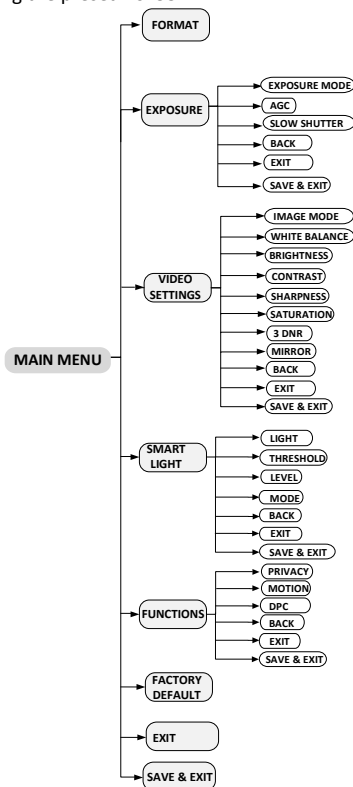 FORMAT
EXPOSURE
EXPOSURE MODE
AGC
SLOW SHUTTER
BACK
EXIT
SAVE & EXIT
VIDEO
SETTINGS
IMAGE MODE
WHITE BALANCE
BRIGHTNESS
CONTRAST
SHARPNESS
SATURATION
3 DNR
MIRROR
BACK
EXIT
SAVE & EXIT
MAIN MENU
SMART
LIGHT
LIGHT
THRESHOLD
LEVEL
MODE
BACK
EXIT
SAVE & EXIT
FUNCTIONS
PRIVACY
MOTION
DPC
BACK
EXIT
SAVE & EXIT
FACTORY
DEFAULT
EXIT
SAVE & EXIT